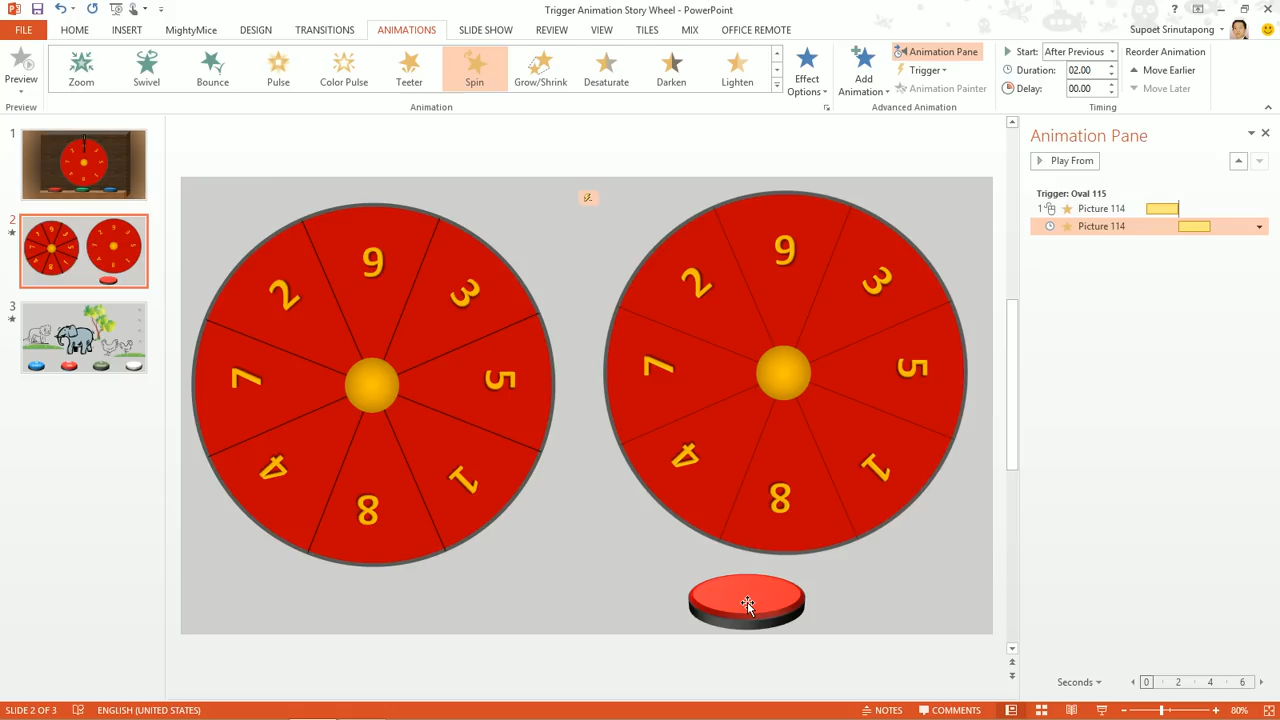 Trigger Animation Story Wheel - PowerPoint
FILE HOME INSERT MightyMice DESIGN TRANSITIONS ANIMATIONS SLIDE SHOW REVIEW VIEW TILES MIX OFFICE REMIX Supoet Srinutapong
Preview Zoom Swivel Bounce Pulse Color Pulse Teeter Spin Grow/Shrink Desaturate Darken Lighten Effect Options Add Animation Animation Pane Trigger Animation Painter Start: After Previous Duration: 02.00 Delay: 00.00 Reorder Animation Move Earlier Move Later
Preview Animation Advanced Animation Timing
1
2
3
9
3
5
1
8
4
7
2
9
3
5
1
8
4
7
2
Animation Pane
Play From
Trigger: Oval 115
1 Picture 114
Picture 114
Seconds 0 2 4 6
SLIDE 2 OF 3 ENGLISH (UNITED STATES) NOTES COMMENTS 80%